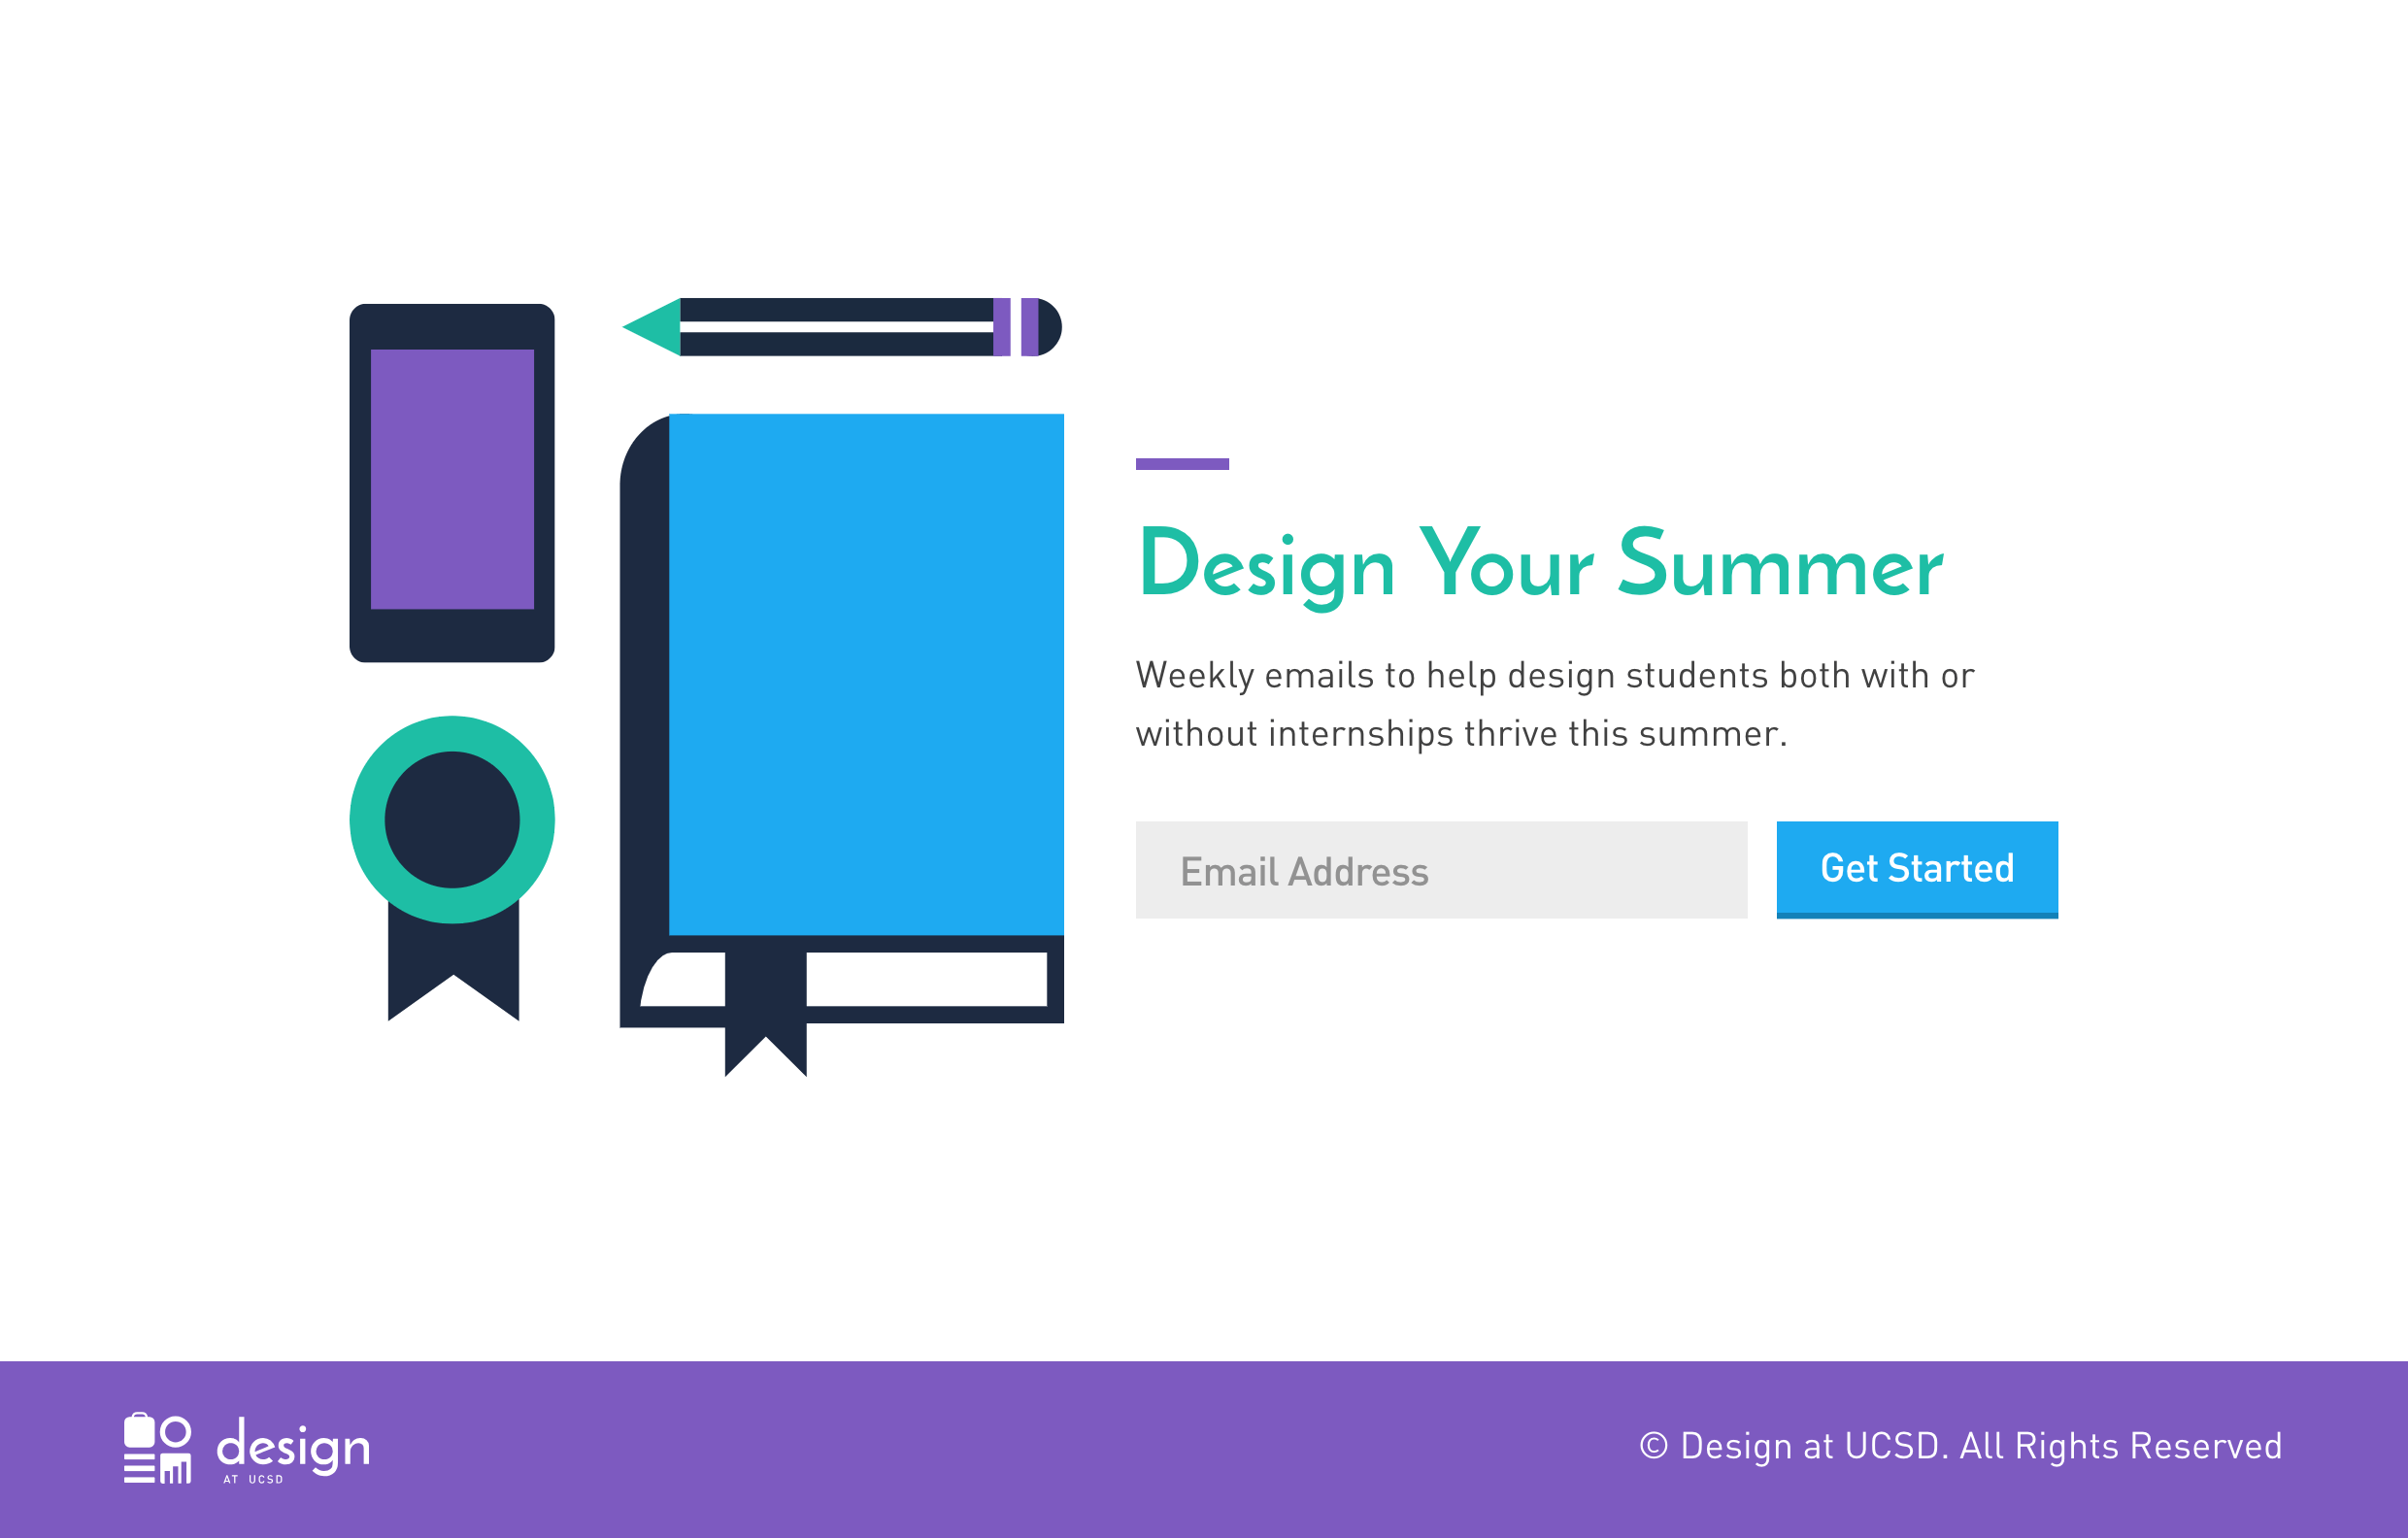 Design Your Summer
Weekly emails to help design students both with or
without internships thrive this summer.
Email Address
Get Started
design
AT UCSD
© Design at UCSD. All Rights Reserved